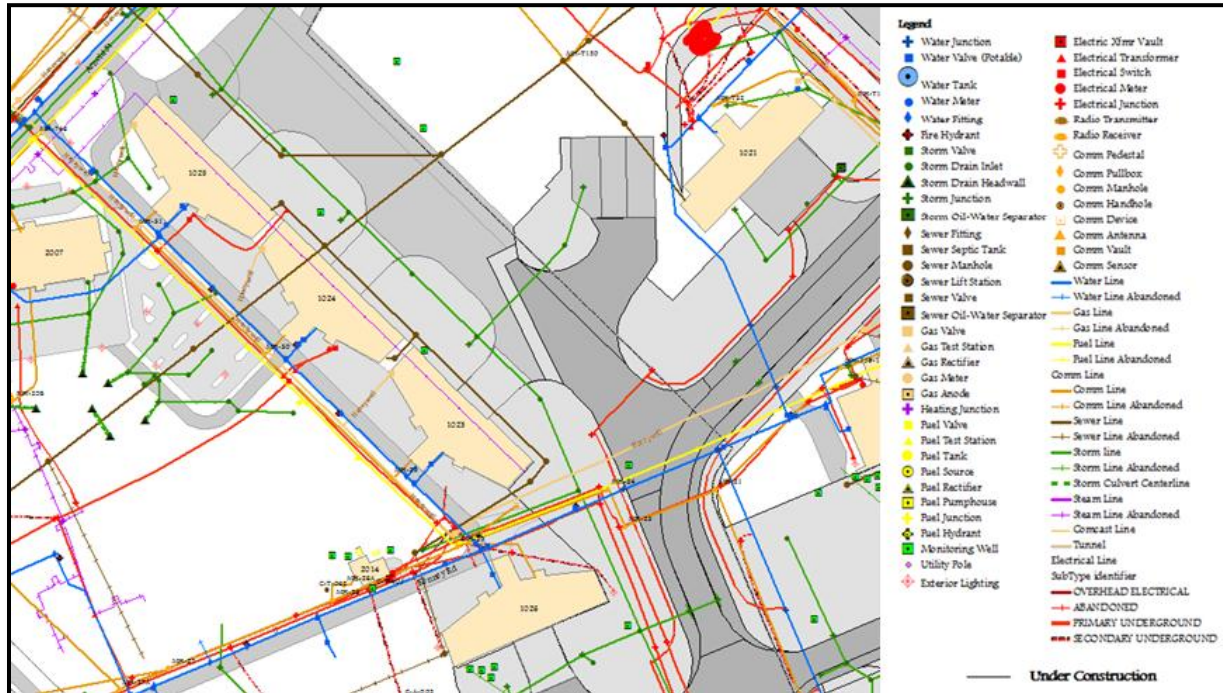 1025
1021
2007
1024
1023
2014
1026
Legend
Water Junction
Water Valve (Potable)
Water Tank
Water Meter
Water Fitting
Fire Hydrant
Storm Valve
Storm Drain Inlet
Storm Drain Headwall
Storm Junction
Storm Oil-Water Separator
Sewer Fitting
Sewer Septic Tank
Sewer Manhole
Sewer Lift Station
Sewer Valve
Sewer Oil-Water Separator
Gas Valve
Gas Test Station
Gas Rectifier
Gas Meter
Gas Anode
Heating Junction
Fuel Valve
Fuel Test Station
Fuel Tank
Fuel Source
Fuel Rectifier
Fuel Pumphouse
Fuel Junction
Fuel Hydrant
Monitoring Well
Utility Pole
Exterior Lighting
Electric Xfmr Vault
Electrical Transformer
Electrical Switch
Electrical Meter
Electrical Junction
Radio Transmitter
Radio Receiver
Comm Pedestal
Comm Pullbox
Comm Manhole
Comm Handhole
Comm Device
Comm Antenna
Comm Vault
Comm Sensor
Water Line
Water Line Abandoned
Gas Line
Gas Line Abandoned
Fuel Line
Fuel Line Abandoned
Comm Line
Comm Line
Comm Line Abandoned
Sewer Line
Sewer Line Abandoned
Storm line
Storm Line Abandoned
Storm Culvert Centerline
Steam Line
Steam Line Abandoned
Comcast Line
Tunnel
Electrical Line
SubType identifier
OVERHEAD ELECTRICAL
ABANDONED
PRIMARY UNDERGROUND
SECONDARY UNDERGROUND
Under Construction